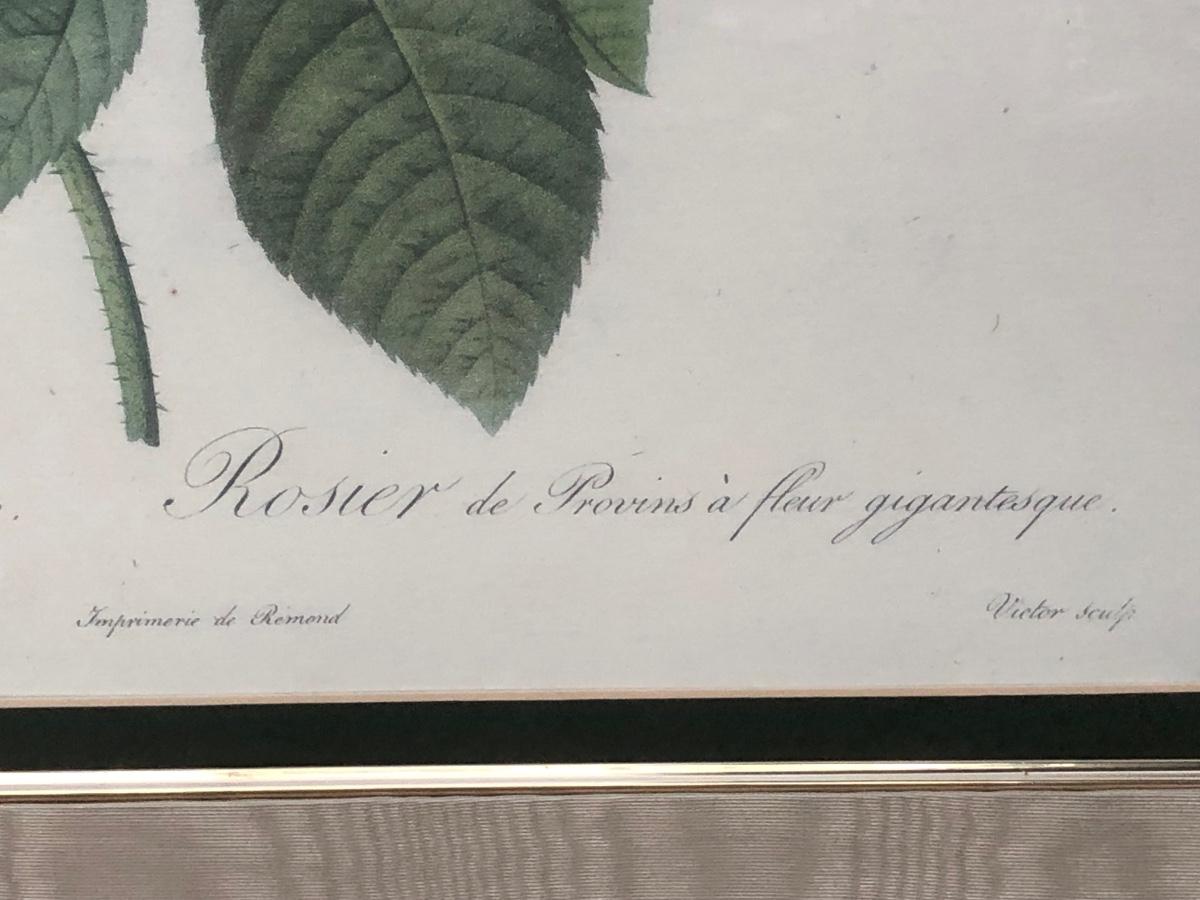 Rosier de Provins à fleur gigantesque.
Imprimerie de Rémond
Victor sculp